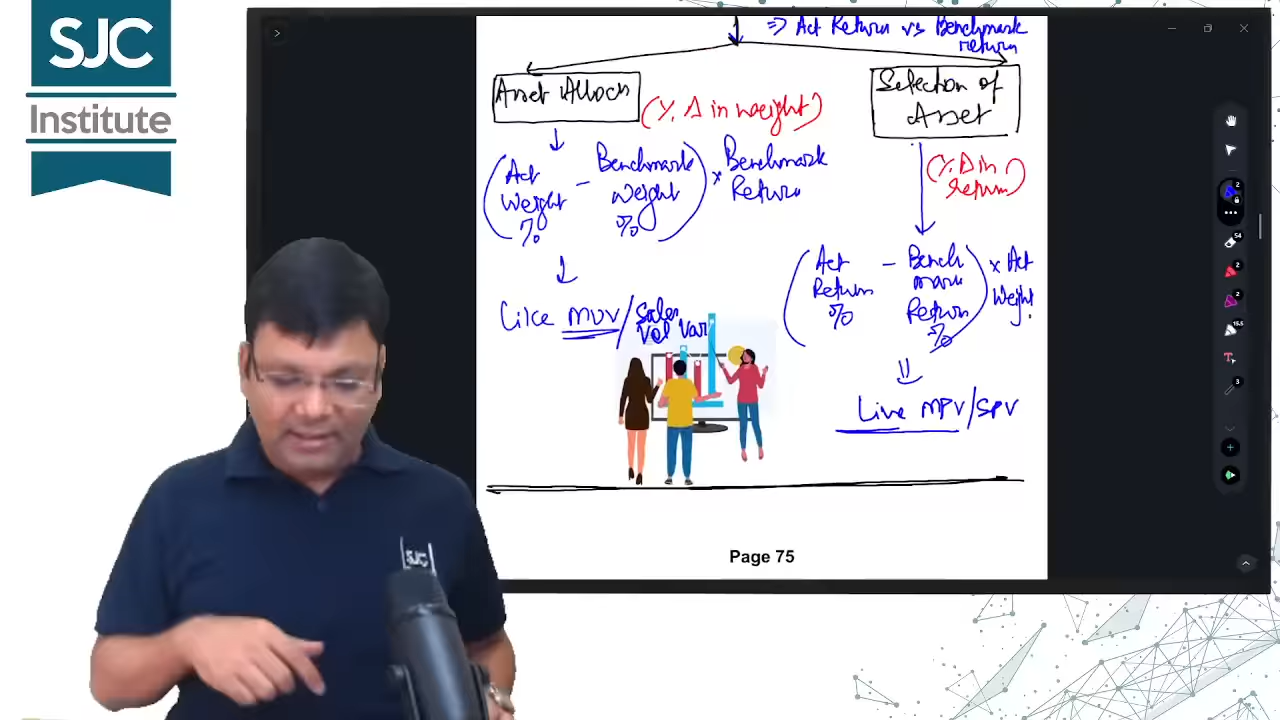 SJC
Institute
⇒ Act Return vs Benchmark
return
Asset Allocn
(% Δ in weight)
Selection of
Asset
(Act Weight % - Benchmark Weight %) × Benchmark Return
(% Δ in return)
Like MUV/Sales Vol Var
(Act Return % - Bench mark Return %) × Act Weight
Live MPV/SPV
SJC
Page 75